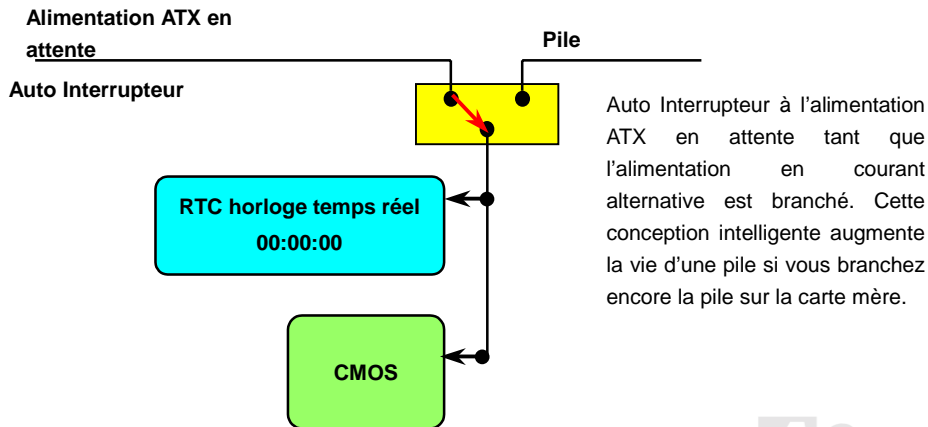 Alimentation ATX en
attente
Pile
Auto Interrupteur
Auto Interrupteur à l’alimentation
ATX en attente tant que
l’alimentation en courant
alternative est branché. Cette
conception intelligente augmente
la vie d’une pile si vous branchez
encore la pile sur la carte mère.
RTC horloge temps réel
00:00:00
CMOS